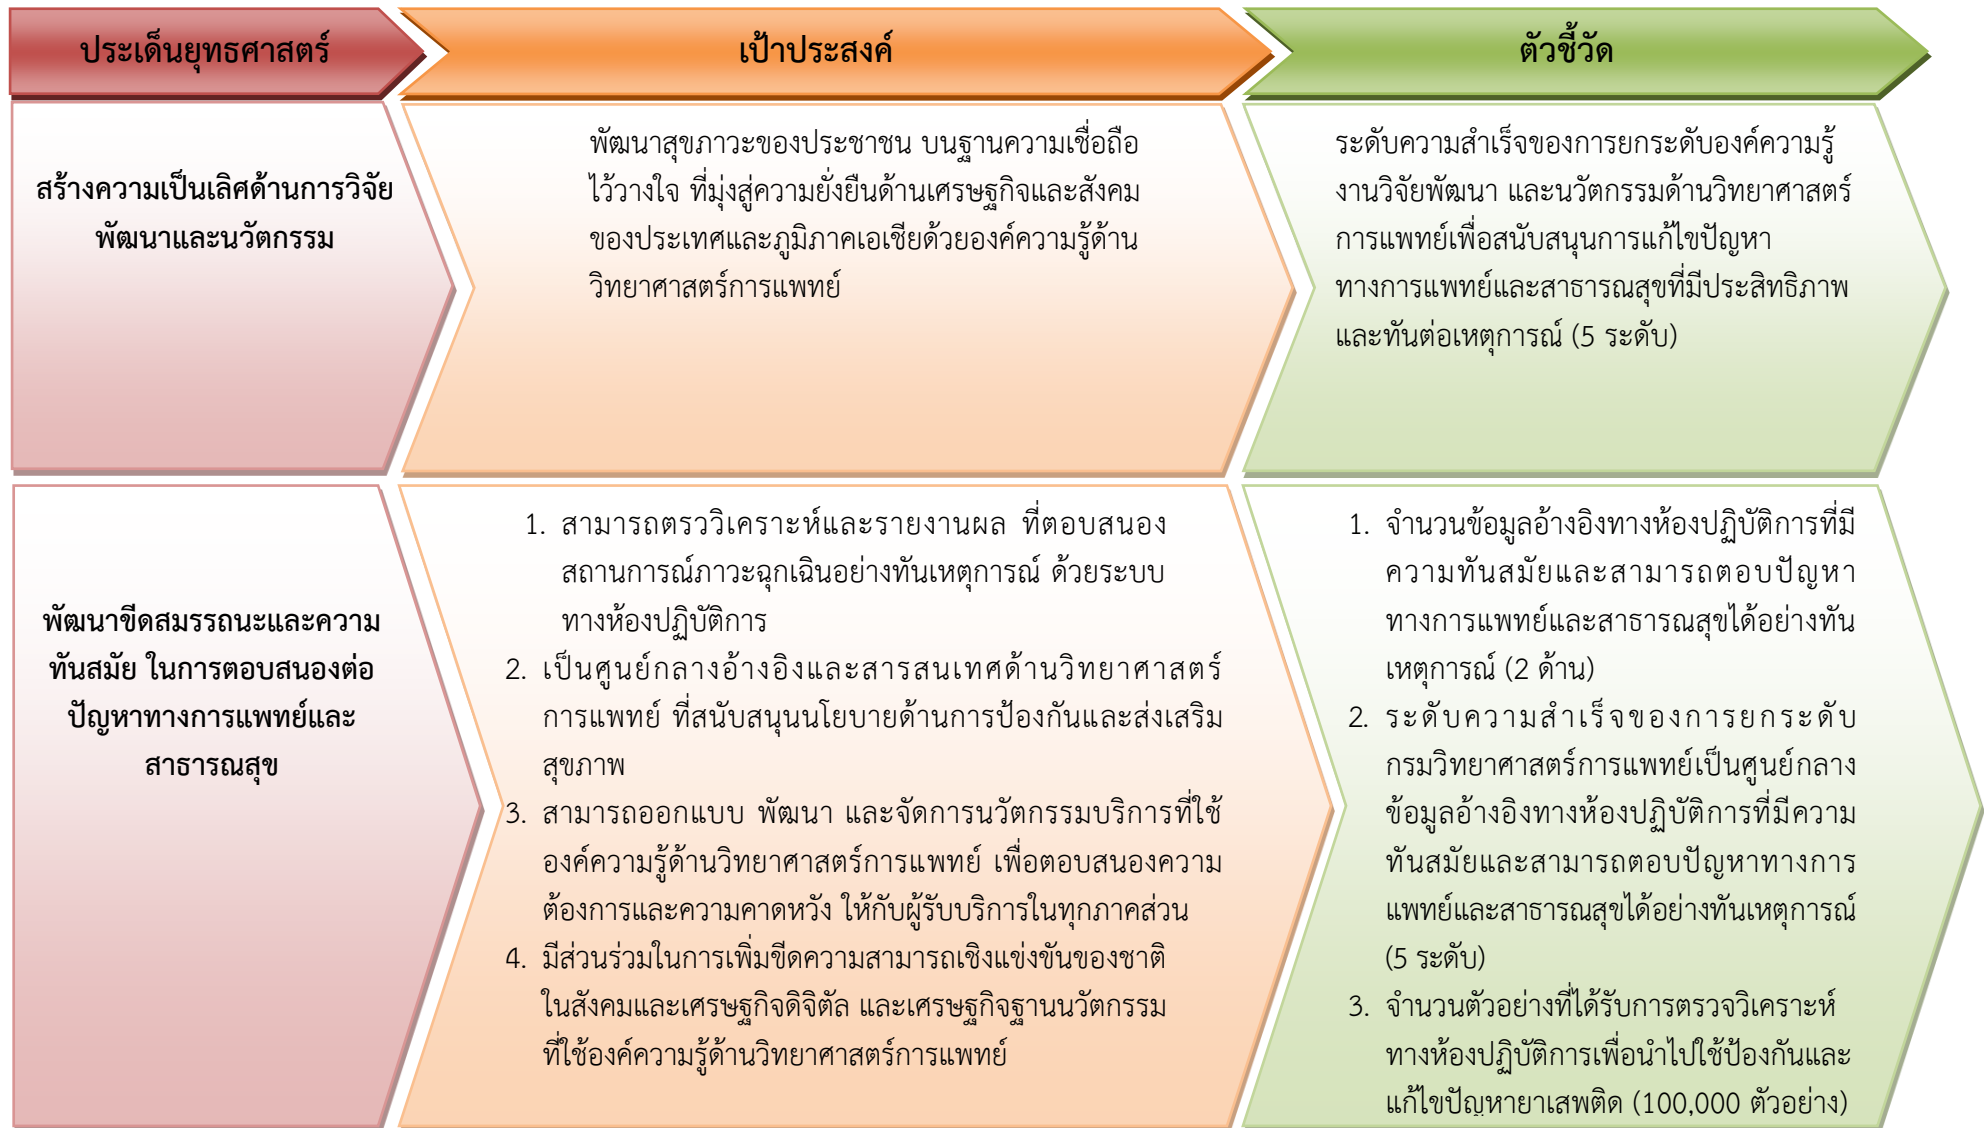 ประเด็นยุทธศาสตร์
เป้าประสงค์
ตัวชี้วัด
สร้างความเป็นเลิศด้านการวิจัย
พัฒนาและนวัตกรรม
พัฒนาสุขภาวะของประชาชน บนฐานความเชื่อถือ
ไว้วางใจ ที่มุ่งสู่ความยั่งยืนด้านเศรษฐกิจและสังคม
ของประเทศและภูมิภาคเอเชียด้วยองค์ความรู้ด้าน
วิทยาศาสตร์การแพทย์
ระดับความสำเร็จของการยกระดับองค์ความรู้
งานวิจัยพัฒนา และนวัตกรรมด้านวิทยาศาสตร์
การแพทย์เพื่อสนับสนุนการแก้ไขปัญหา
ทางการแพทย์และสาธารณสุขที่มีประสิทธิภาพ
และทันต่อเหตุการณ์ (5 ระดับ)
พัฒนาขีดสมรรถนะและความ
ทันสมัย ในการตอบสนองต่อ
ปัญหาทางการแพทย์และ
สาธารณสุข
1. สามารถตรววิเคราะห์และรายงานผล ที่ตอบสนอง
สถานการณ์ภาวะฉุกเฉินอย่างทันเหตุการณ์ ด้วยระบบ
ทางห้องปฏิบัติการ
2. เป็นศูนย์กลางอ้างอิงและสารสนเทศด้านวิทยาศาสตร์
การแพทย์ ที่สนับสนุนนโยบายด้านการป้องกันและส่งเสริม
สุขภาพ
3. สามารถออกแบบ พัฒนา และจัดการนวัตกรรมบริการที่ใช้
องค์ความรู้ด้านวิทยาศาสตร์การแพทย์ เพื่อตอบสนองความ
ต้องการและความคาดหวัง ให้กับผู้รับบริการในทุกภาคส่วน
4. มีส่วนร่วมในการเพิ่มขีดความสามารถเชิงแข่งขันของชาติ
ในสังคมและเศรษฐกิจดิจิตัล และเศรษฐกิจฐานนวัตกรรม
ที่ใช้องค์ความรู้ด้านวิทยาศาสตร์การแพทย์
1. จำนวนข้อมูลอ้างอิงทางห้องปฏิบัติการที่มี
ความทันสมัยและสามารถตอบปัญหา
ทางการแพทย์และสาธารณสุขได้อย่างทัน
เหตุการณ์ (2 ด้าน)
2. ระดับความสำเร็จของการยกระดับ
กรมวิทยาศาสตร์การแพทย์เป็นศูนย์กลาง
ข้อมูลอ้างอิงทางห้องปฏิบัติการที่มีความ
ทันสมัยและสามารถตอบปัญหาทางการ
แพทย์และสาธารณสุขได้อย่างทันเหตุการณ์
(5 ระดับ)
3. จำนวนตัวอย่างที่ได้รับการตรวจวิเคราะห์
ทางห้องปฏิบัติการเพื่อนำไปใช้ป้องกันและ
แก้ไขปัญหายาเสพติด (100,000 ตัวอย่าง)